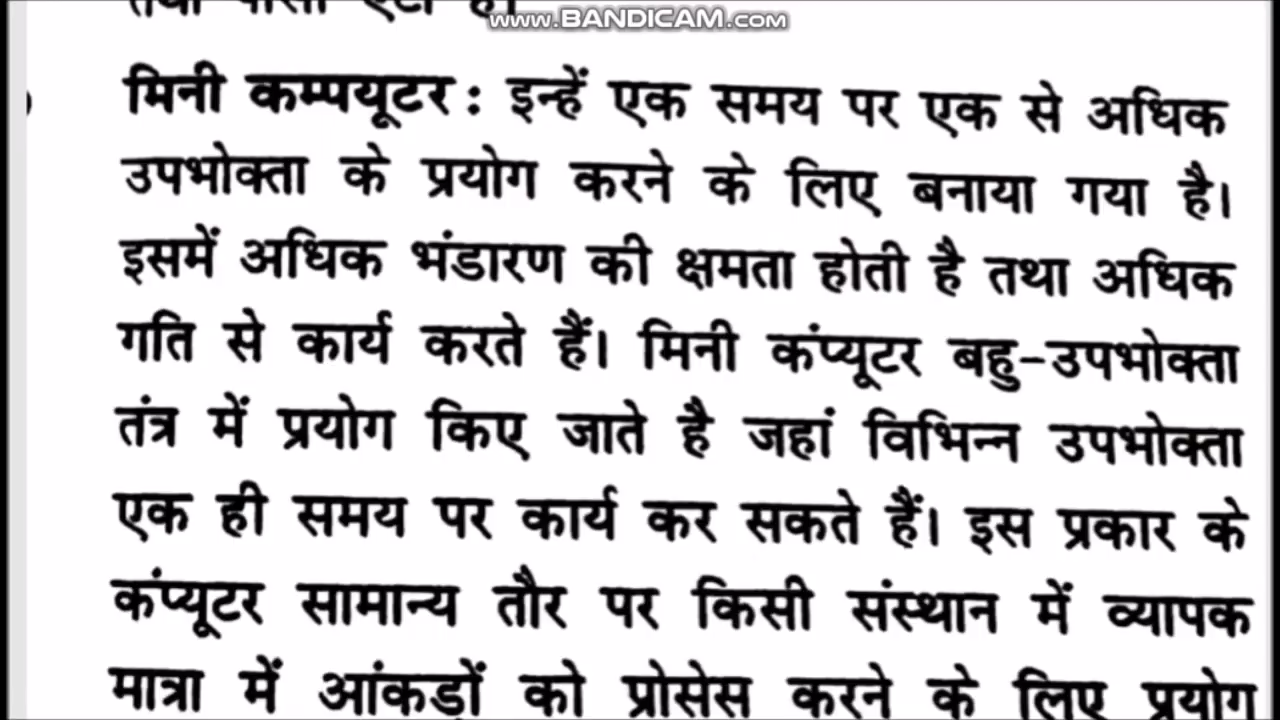 www.BANDICAM.com
मिनी कम्पयूटर : इन्हें एक समय पर एक से अधिक
उपभोक्ता के प्रयोग करने के लिए बनाया गया है।
इसमें अधिक भंडारण की क्षमता होती है तथा अधिक
गति से कार्य करते हैं। मिनी कंप्यूटर बहु-उपभोक्ता
तंत्र में प्रयोग किए जाते है जहां विभिन्न उपभोक्ता
एक ही समय पर कार्य कर सकते हैं। इस प्रकार के
कंप्यूटर सामान्य तौर पर किसी संस्थान में व्यापक
मात्रा में आंकड़ों को प्रोसेस करने के लिए प्रयोग